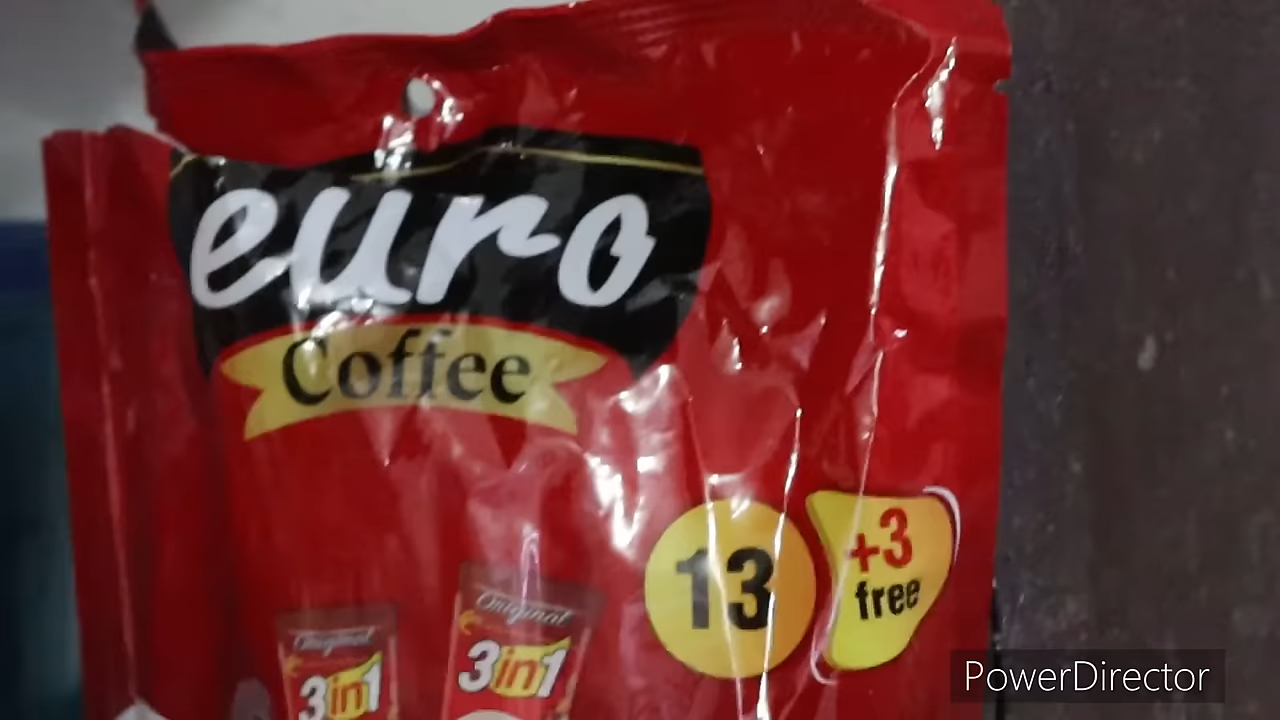 euro
Coffee
13
+3
free
Original
3in1
Original
3in1
PowerDirector